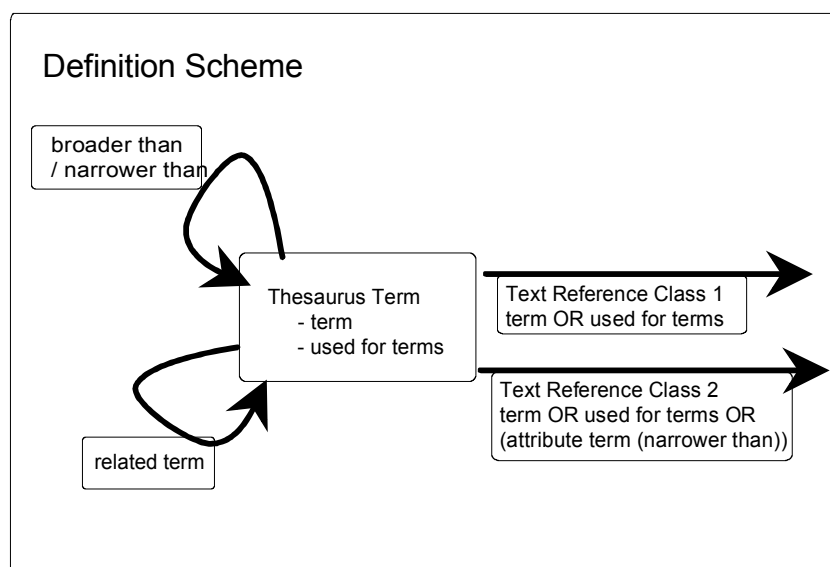 Definition Scheme
broader than
/ narrower than
Thesaurus Term
- term
- used for terms
Text Reference Class 1
term OR used for terms
Text Reference Class 2
term OR used for terms OR
(attribute term (narrower than))
related term